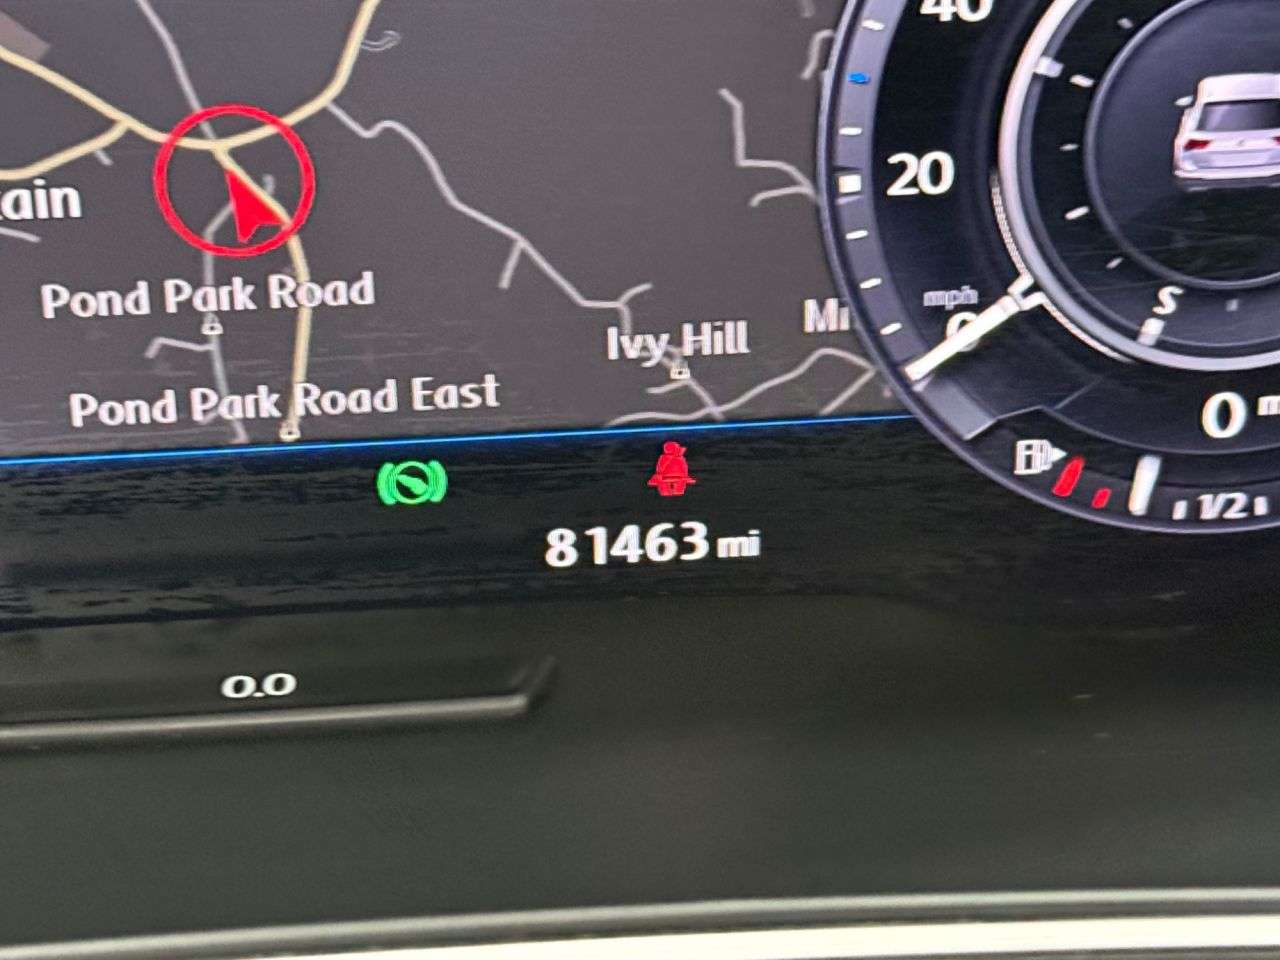 40
20
mph
0
S
0 m
ain
Pond Park Road
Ivy Hill
Mi
Pond Park Road East
1/2
81463 mi
0.0